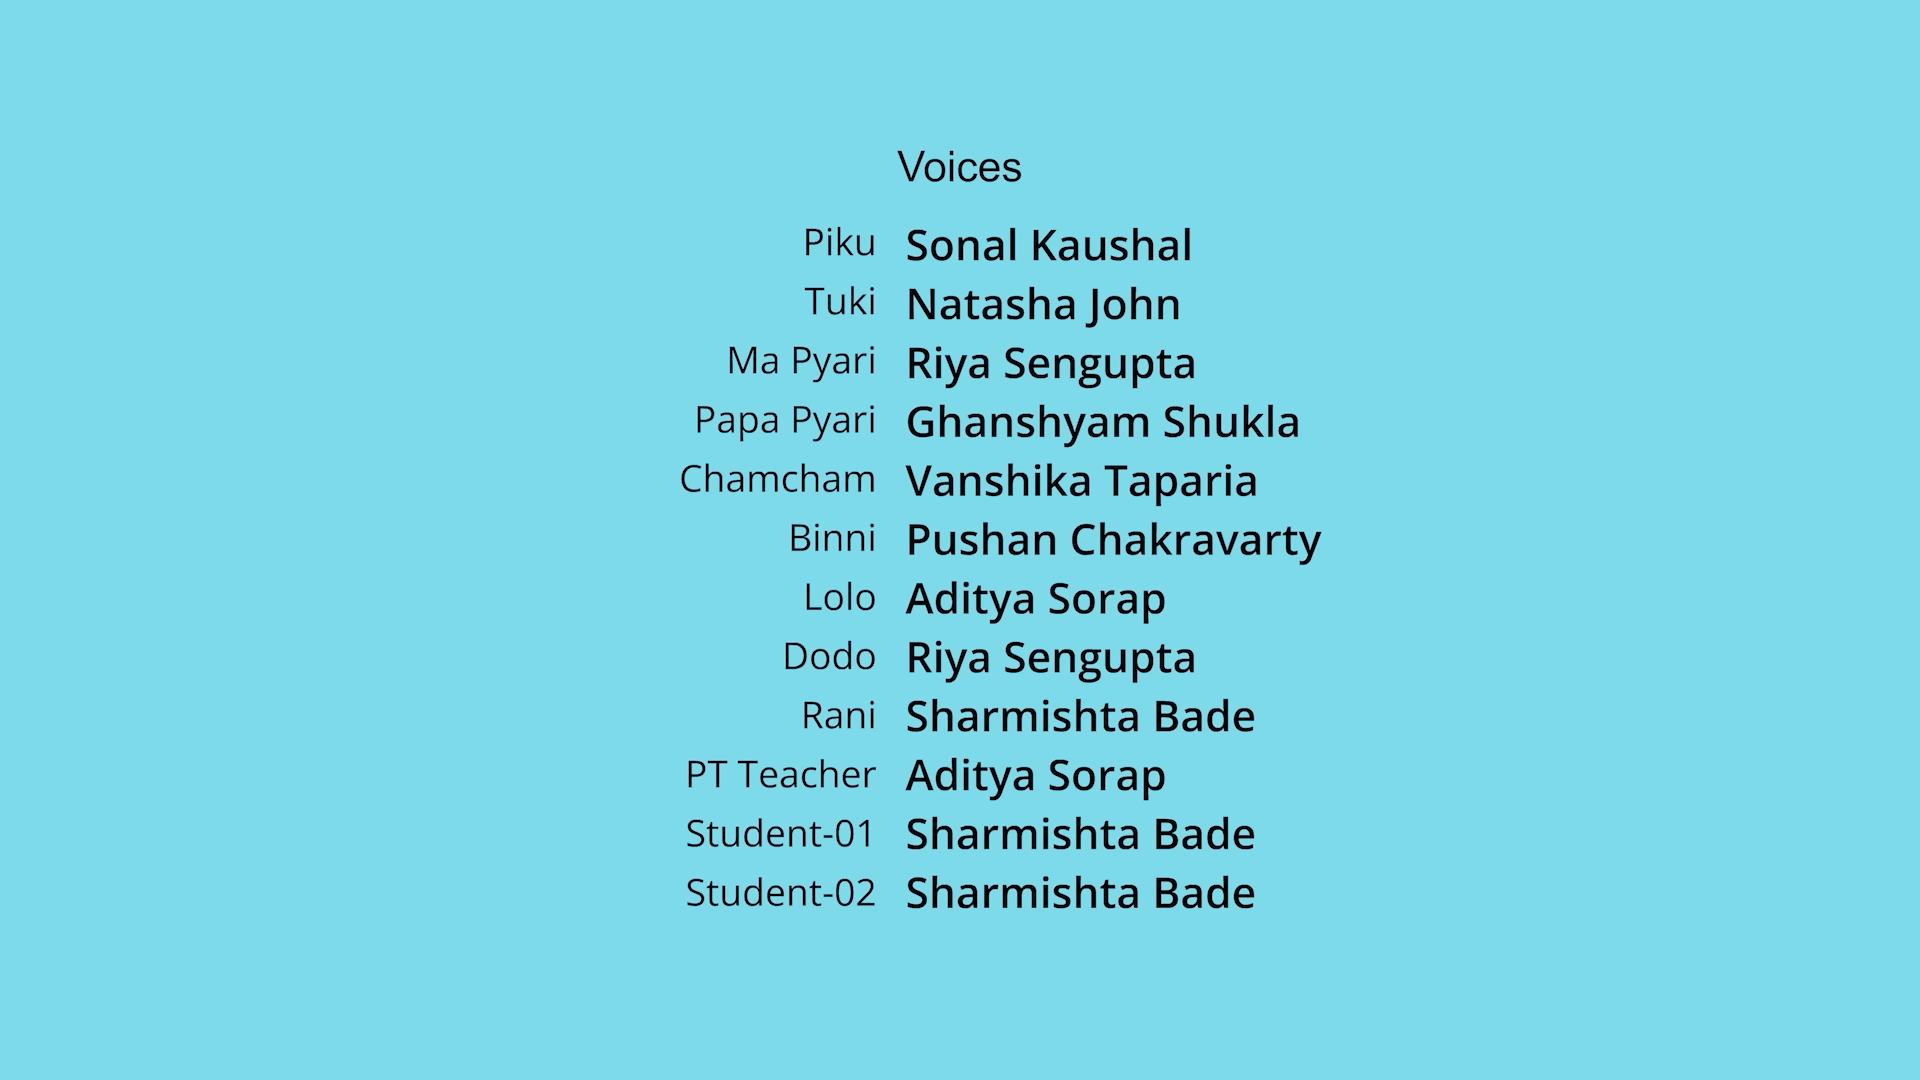 Voices
Piku Sonal Kaushal
Tuki Natasha John
Ma Pyari Riya Sengupta
Papa Pyari Ghanshyam Shukla
Chamcham Vanshika Taparia
Binni Pushan Chakravarty
Lolo Aditya Sorap
Dodo Riya Sengupta
Rani Sharmishta Bade
PT Teacher Aditya Sorap
Student-01 Sharmishta Bade
Student-02 Sharmishta Bade